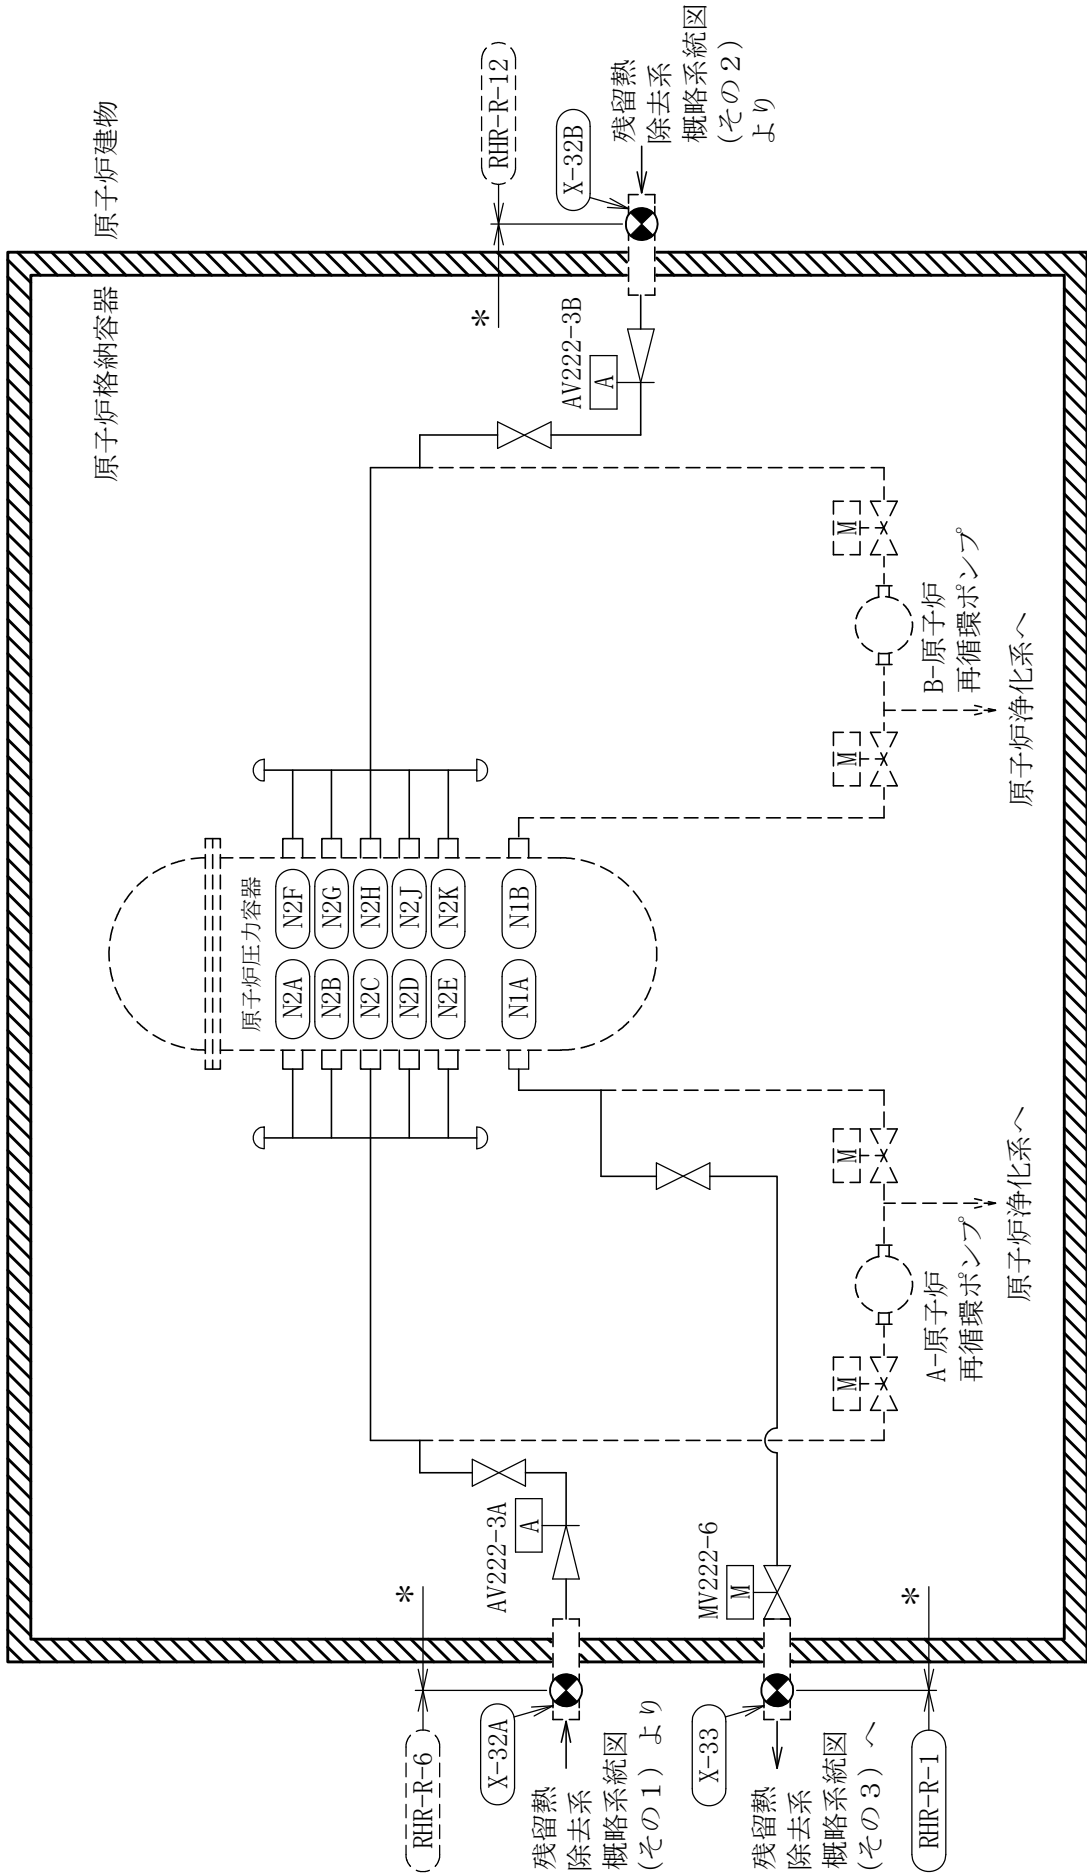 原子炉格納容器
原子炉建物
RHR-R-6
*
X-32A
残留熱
除去系
概略系統図
(その1) より
AV222-3A
A
X-33
残留熱
除去系
概略系統図
(その3) へ
MV222-6
M
RHR-R-1
*
原子炉圧力容器
N2A
N2F
N2B
N2G
N2C
N2H
N2D
N2J
N2E
N2K
N1A
N1B
M
M
A-原子炉
再循環ポンプ
原子炉浄化系へ
M
M
B-原子炉
再循環ポンプ
原子炉浄化系へ
AV222-3B
A
*
RHR-R-12
X-32B
残留熱
除去系
概略系統図
(その2)
より